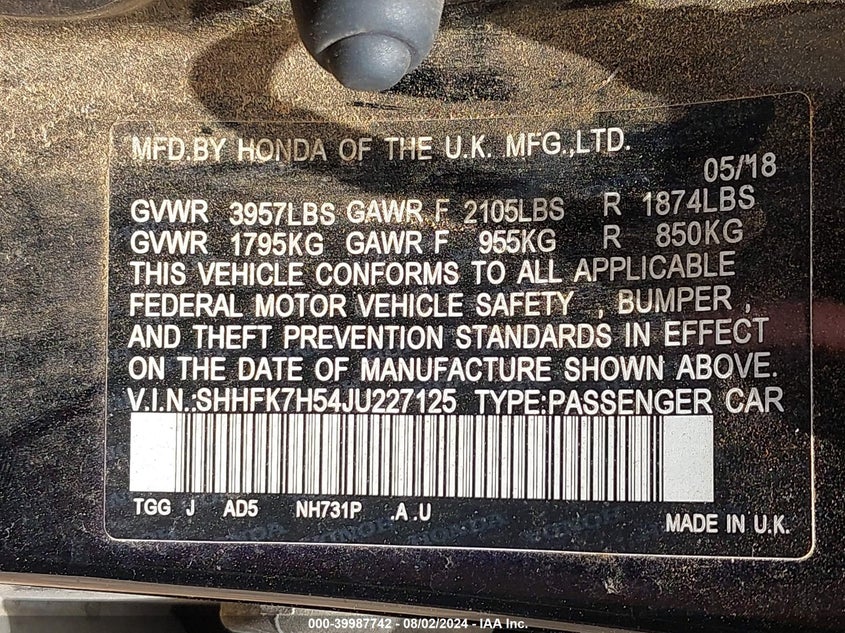 MFD.BY HONDA OF THE U.K. MFG.,LTD.
05/18
GVWR 3957LBS GAWR F 2105LBS R 1874LBS
GVWR 1795KG GAWR F 955KG R 850KG
THIS VEHICLE CONFORMS TO ALL APPLICABLE
FEDERAL MOTOR VEHICLE SAFETY , BUMPER ,
AND THEFT PREVENTION STANDARDS IN EFFECT
ON THE DATE OF MANUFACTURE SHOWN ABOVE.
V.I.N.:SHHFK7H54JU227125 TYPE:PASSENGER CAR
TGG J AD5 NH731P .A .U
MADE IN U.K.
HONDA HONDA
000-39987742 - 08/02/2024 - IAA Inc.